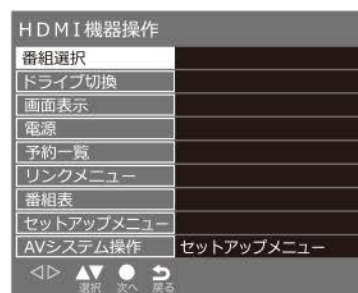 HDMI機器操作
番組選択
ドライブ切換
画面表示
電源
予約一覧
リンクメニュー
番組表
セットアップメニュー
AVシステム操作 セットアップメニュー
選択 次へ 戻る